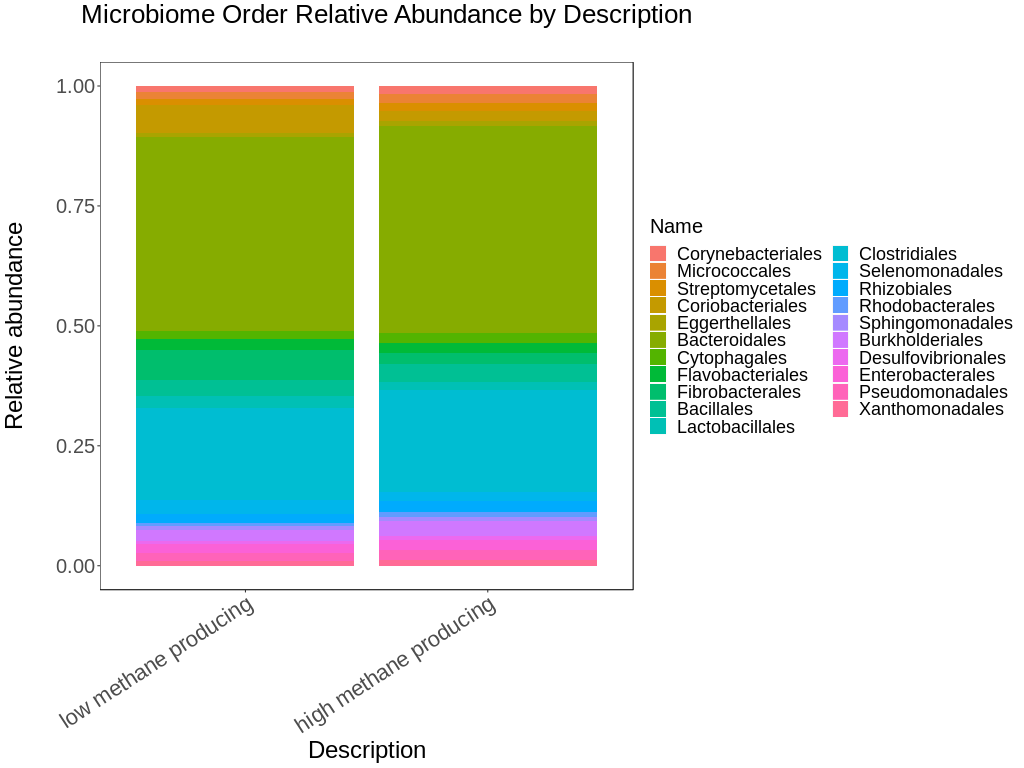 Microbiome Order Relative Abundance by Description
Relative abundance
1.00
0.75
0.50
0.25
0.00
low methane producing
high methane producing
Description
Name
Corynebacteriales
Micrococcales
Streptomycetales
Coriobacteriales
Eggerthellales
Bacteroidales
Cytophagales
Flavobacteriales
Fibrobacterales
Bacillales
Lactobacillales
Clostridiales
Selenomonadales
Rhizobiales
Rhodobacterales
Sphingomonadales
Burkholderiales
Desulfovibrionales
Enterobacterales
Pseudomonadales
Xanthomonadales